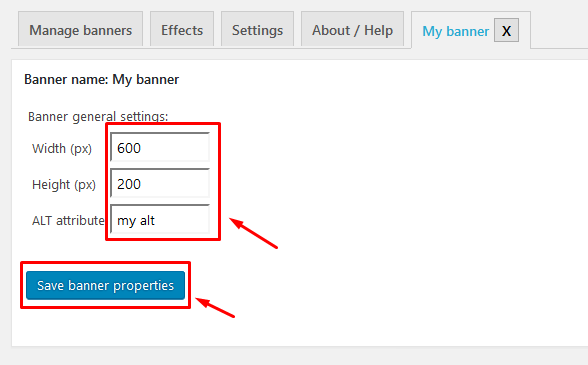 Manage banners Effects Settings About / Help My banner X
Banner name: My banner
Banner general settings:
Width (px) 600
Height (px) 200
ALT attribute my alt
Save banner properties